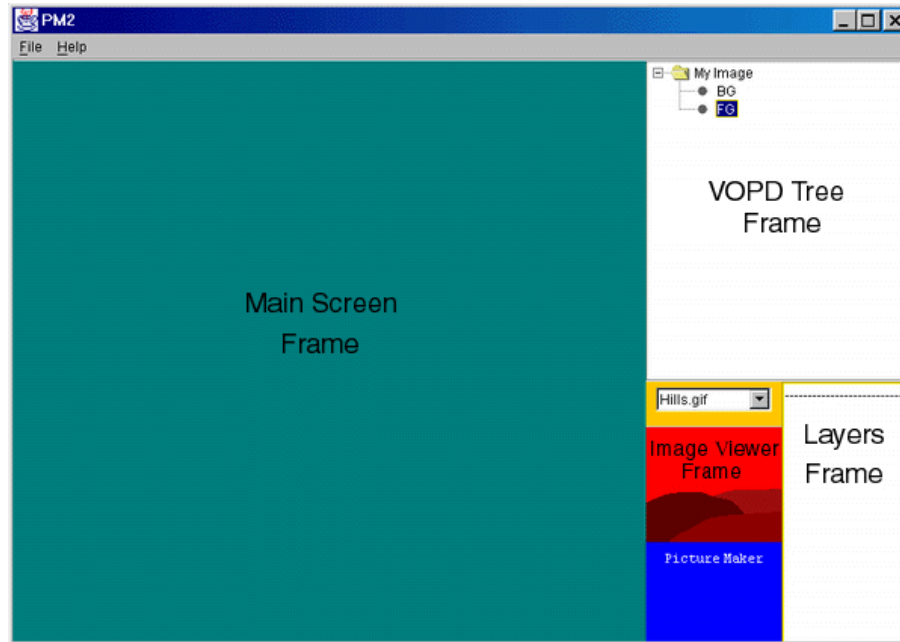 PM2
File Help
My Image
BG
FG
VOPD Tree
Frame
Main Screen
Frame
Hills.gif
Image Viewer
Frame
Picture Maker
Layers
Frame